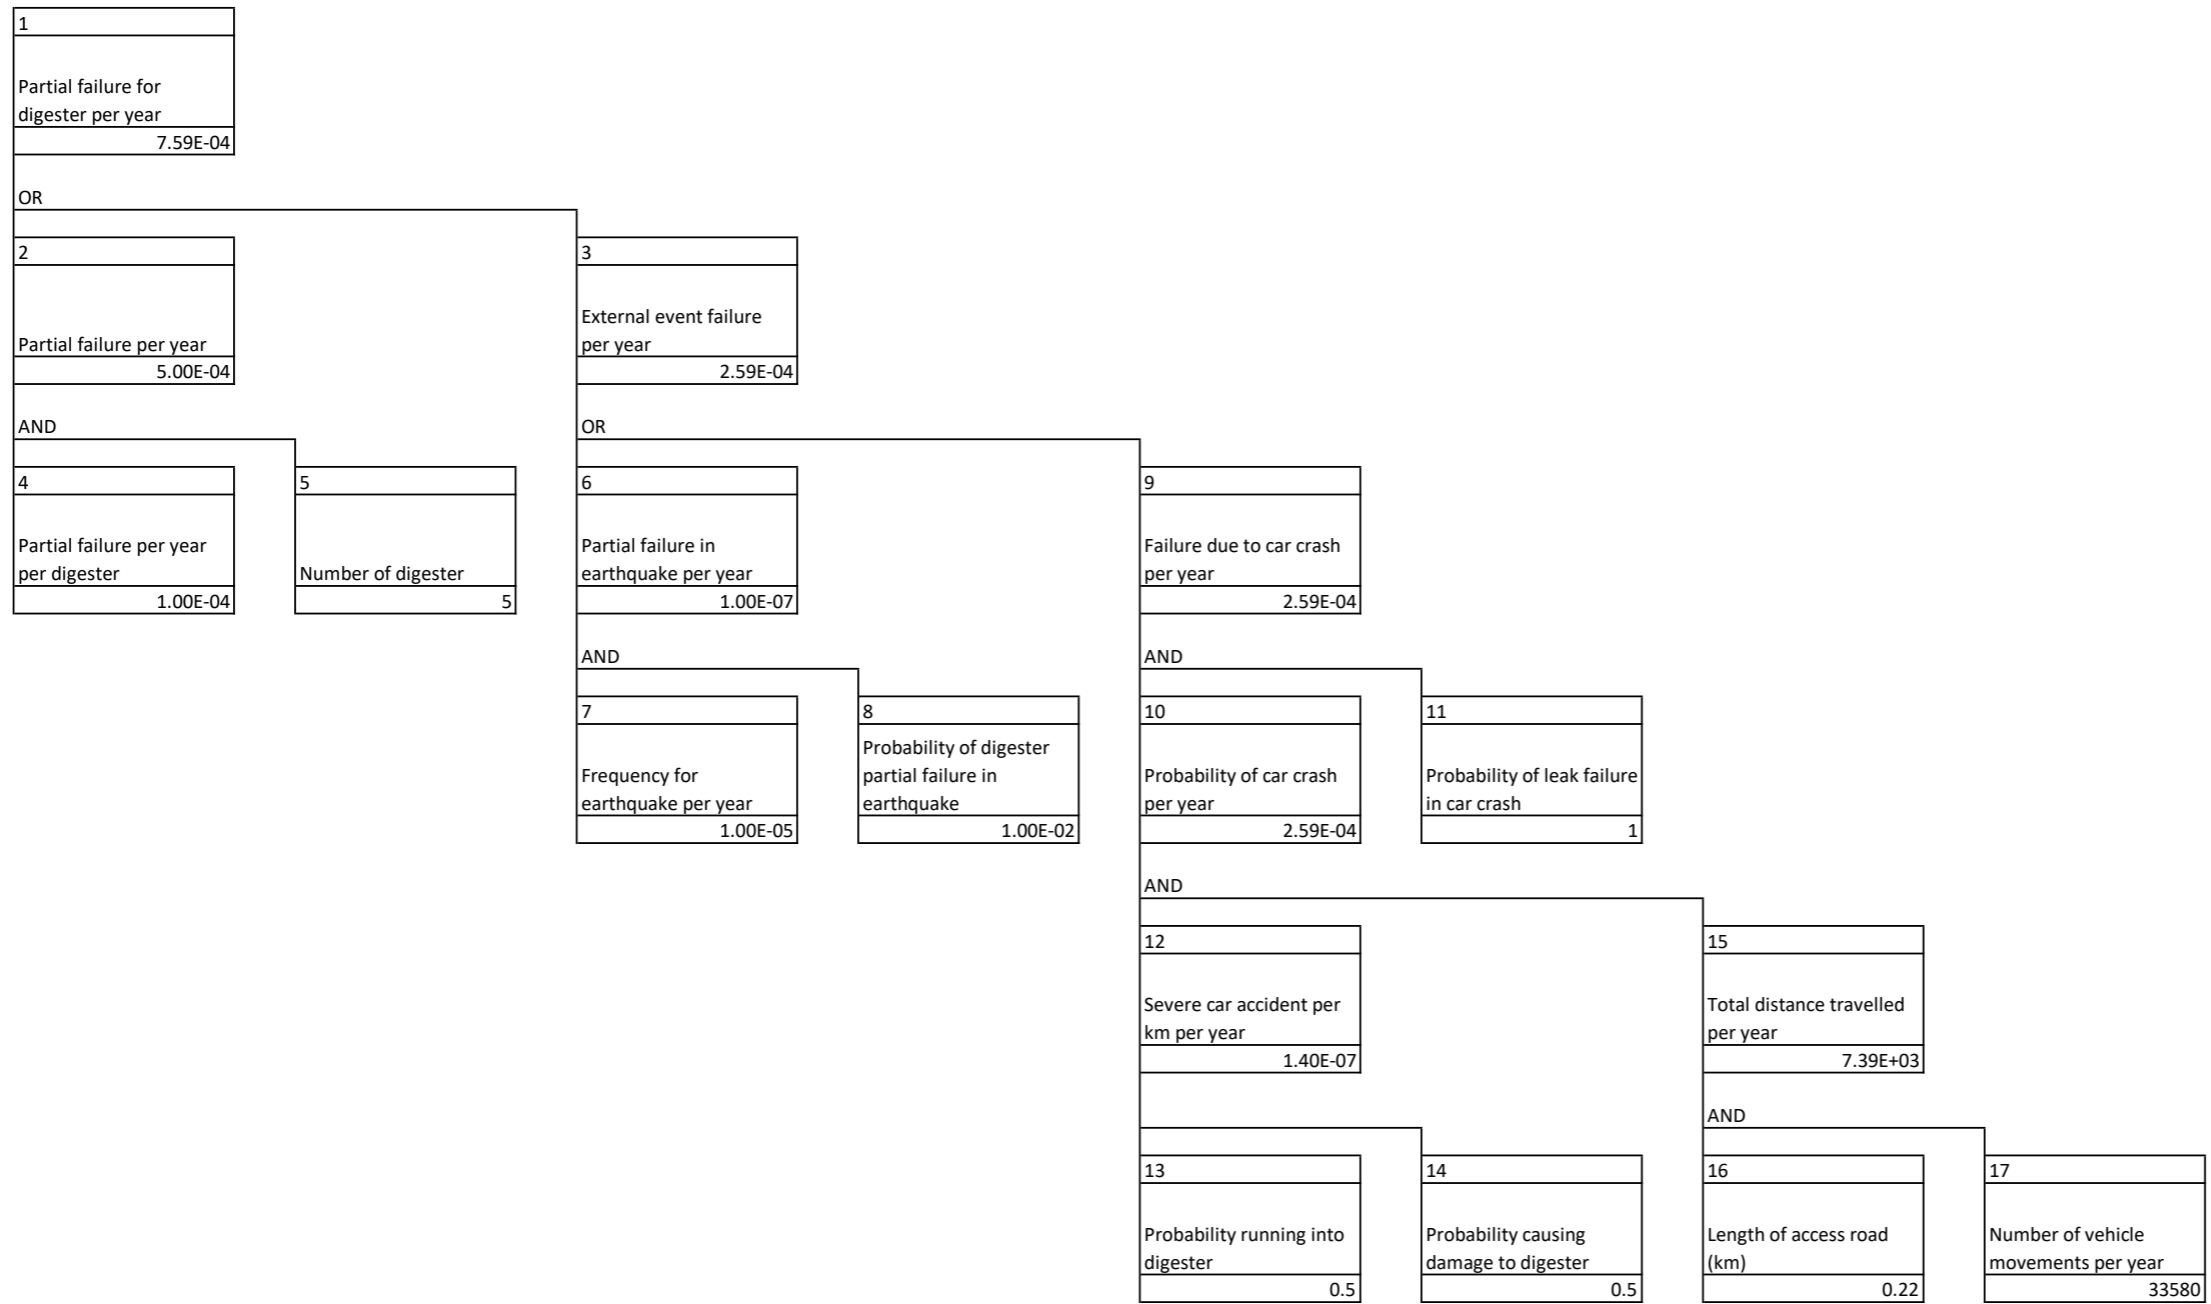 1
Partial failure for
digester per year
7.59E-04
OR
2
Partial failure per year
5.00E-04
3
External event failure
per year
2.59E-04
AND
OR
4
Partial failure per year
per digester
1.00E-04
5
Number of digester
5
6
Partial failure in
earthquake per year
1.00E-07
9
Failure due to car crash
per year
2.59E-04
AND
AND
7
Frequency for
earthquake per year
1.00E-05
8
Probability of digester
partial failure in
earthquake
1.00E-02
10
Probability of car crash
per year
2.59E-04
11
Probability of leak failure
in car crash
1
AND
12
Severe car accident per
km per year
1.40E-07
15
Total distance travelled
per year
7.39E+03
AND
13
Probability running into
digester
0.5
14
Probability causing
damage to digester
0.5
16
Length of access road
(km)
0.22
17
Number of vehicle
movements per year
33580